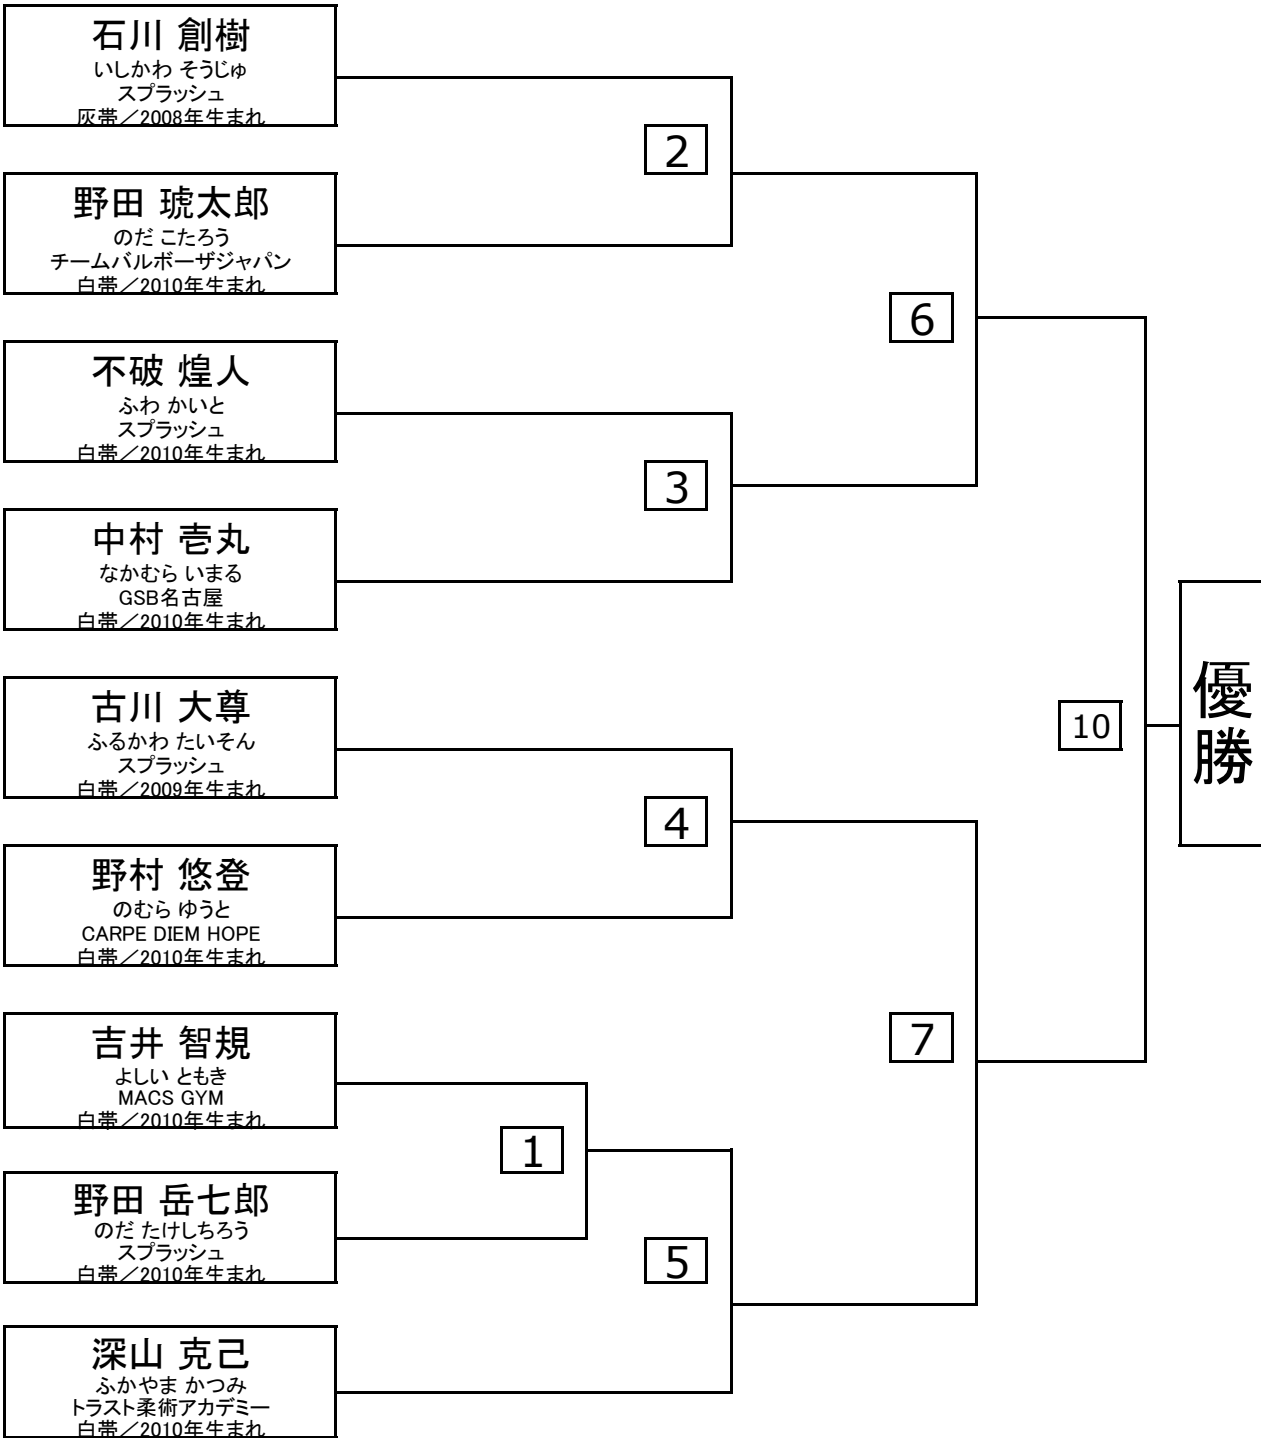 石川 創樹
いしかわ そうじゅ
スプラッシュ
灰帯／2008年生まれ
2
野田 琥太郎
のだ こたろう
チームバルボーザジャパン
白帯／2010年生まれ
6
不破 煌人
ふわ かいと
スプラッシュ
白帯／2010年生まれ
3
中村 壱丸
なかむら いまる
GSB名古屋
白帯／2010年生まれ
古川 大尊
ふるかわ たいそん
スプラッシュ
白帯／2009年生まれ
10
優勝
4
野村 悠登
のむら ゆうと
CARPE DIEM HOPE
白帯／2010年生まれ
吉井 智規
よしい ともき
MACS GYM
白帯／2010年生まれ
7
1
野田 岳七郎
のだ たけしちろう
スプラッシュ
白帯／2010年生まれ
5
深山 克己
ふかやま かつみ
トラスト柔術アカデミー
白帯／2010年生まれ